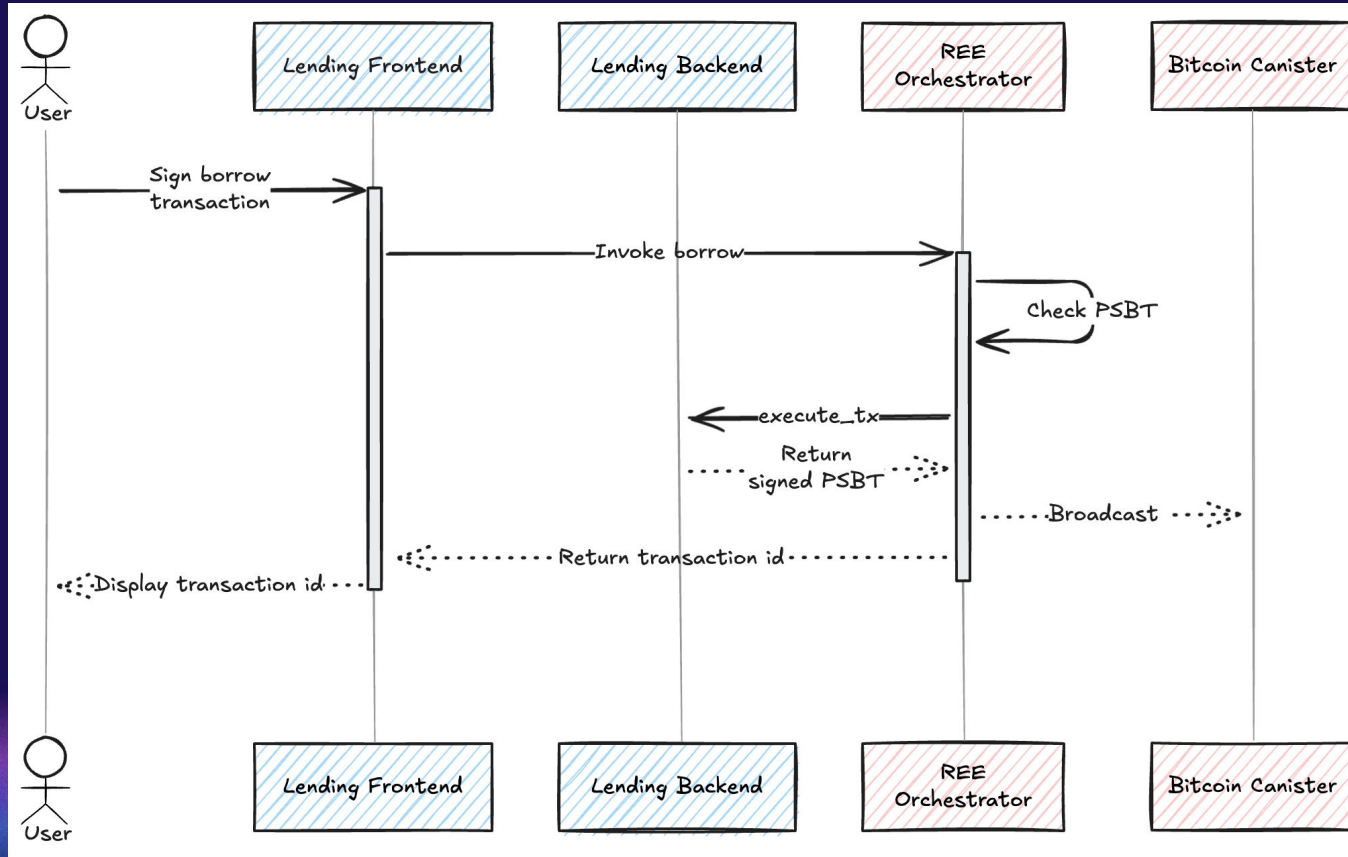 User
Lending Frontend
Lending Backend
REE
Orchestrator
Bitcoin Canister
Sign borrow
transaction
Invoke borrow
Check PSBT
execute_tx
Return
signed PSBT
Broadcast
Return transaction id
Display transaction id
User
Lending Frontend
Lending Backend
REE
Orchestrator
Bitcoin Canister